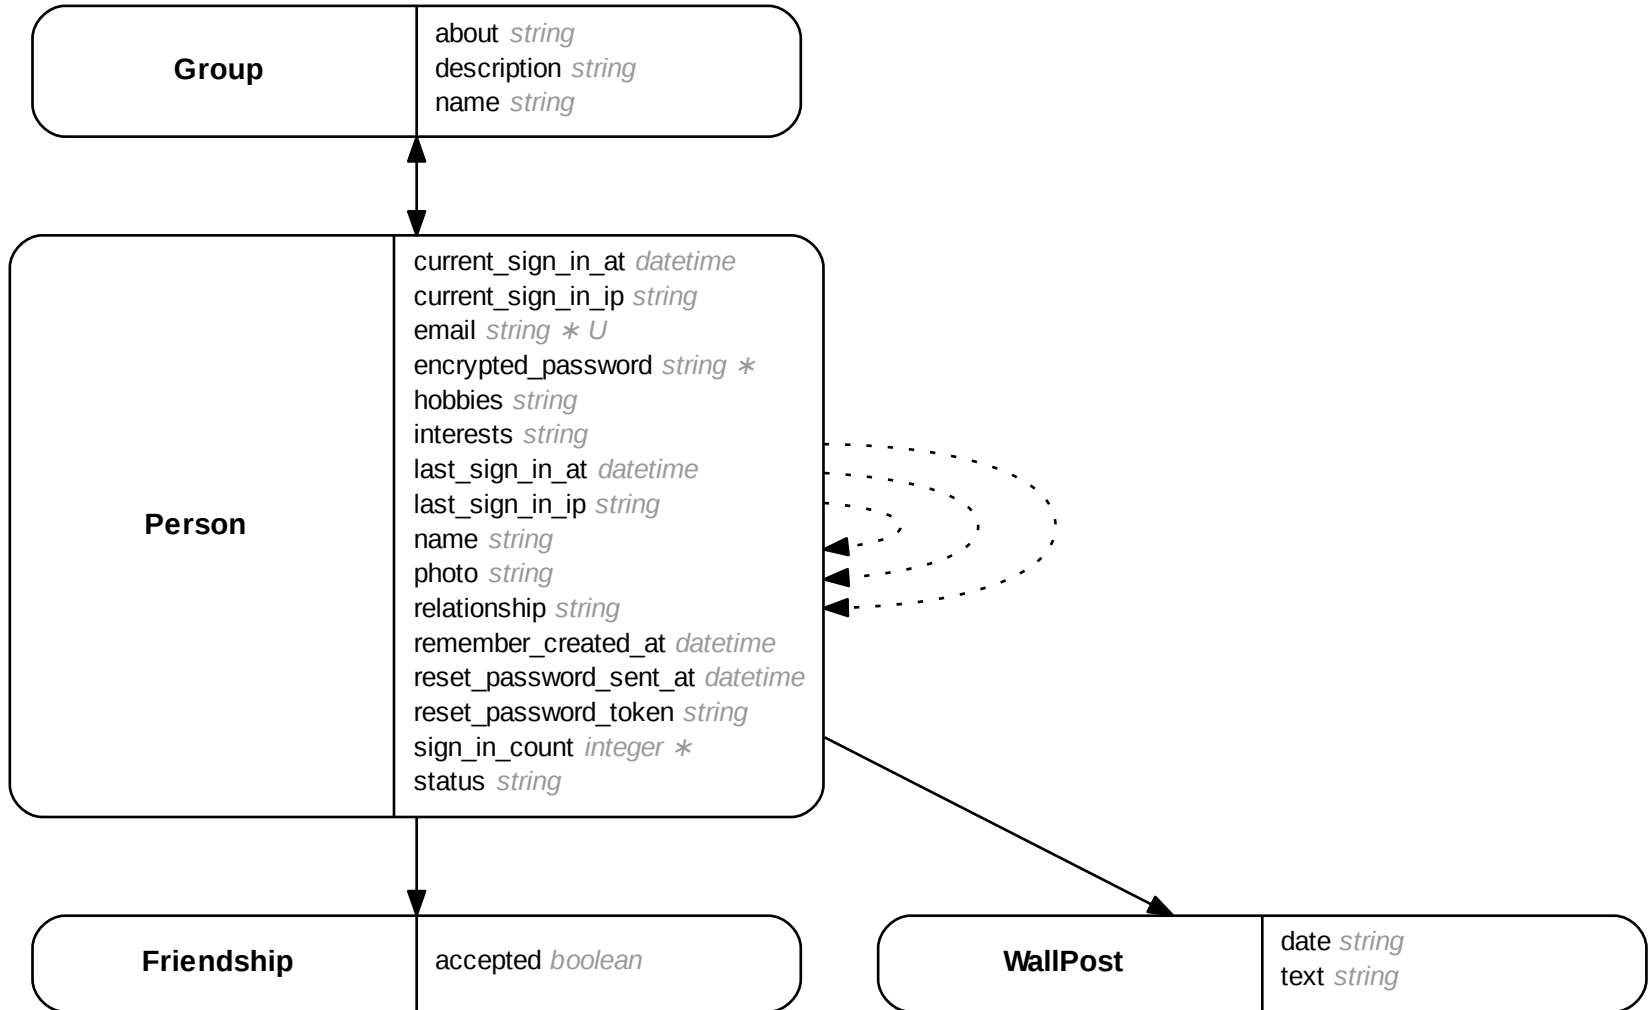 Group
about string
description string
name string
Person
current_sign_in_at datetime
current_sign_in_ip string
email string ∗ U
encrypted_password string ∗
hobbies string
interests string
last_sign_in_at datetime
last_sign_in_ip string
name string
photo string
relationship string
remember_created_at datetime
reset_password_sent_at datetime
reset_password_token string
sign_in_count integer ∗
status string
Friendship
accepted boolean
WallPost
date string
text string